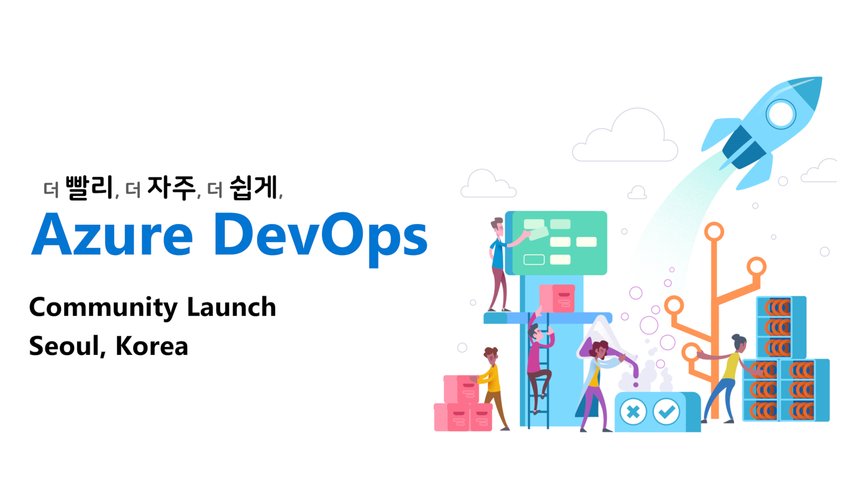 더 빨리, 더 자주, 더 쉽게,
Azure DevOps
Community Launch
Seoul, Korea